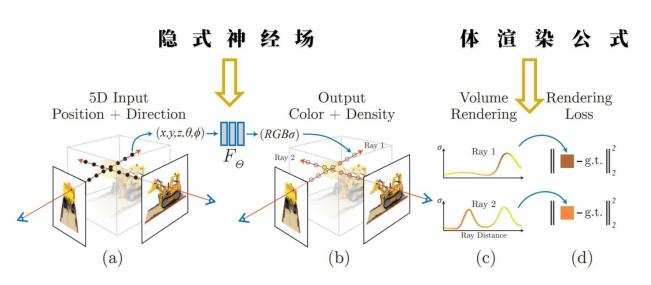 隐式神经场
体渲染公式
5D Input
Position + Direction
Output
Color + Density
Volume
Rendering
Rendering
Loss
(x,y,z,θ,ϕ)
F_Θ
(RGBσ)
Ray 1
Ray 2
σ
Ray 1
σ
Ray 2
Ray Distance
‖ - g.t. ‖₂²
‖ - g.t. ‖₂²
(a)
(b)
(c)
(d)